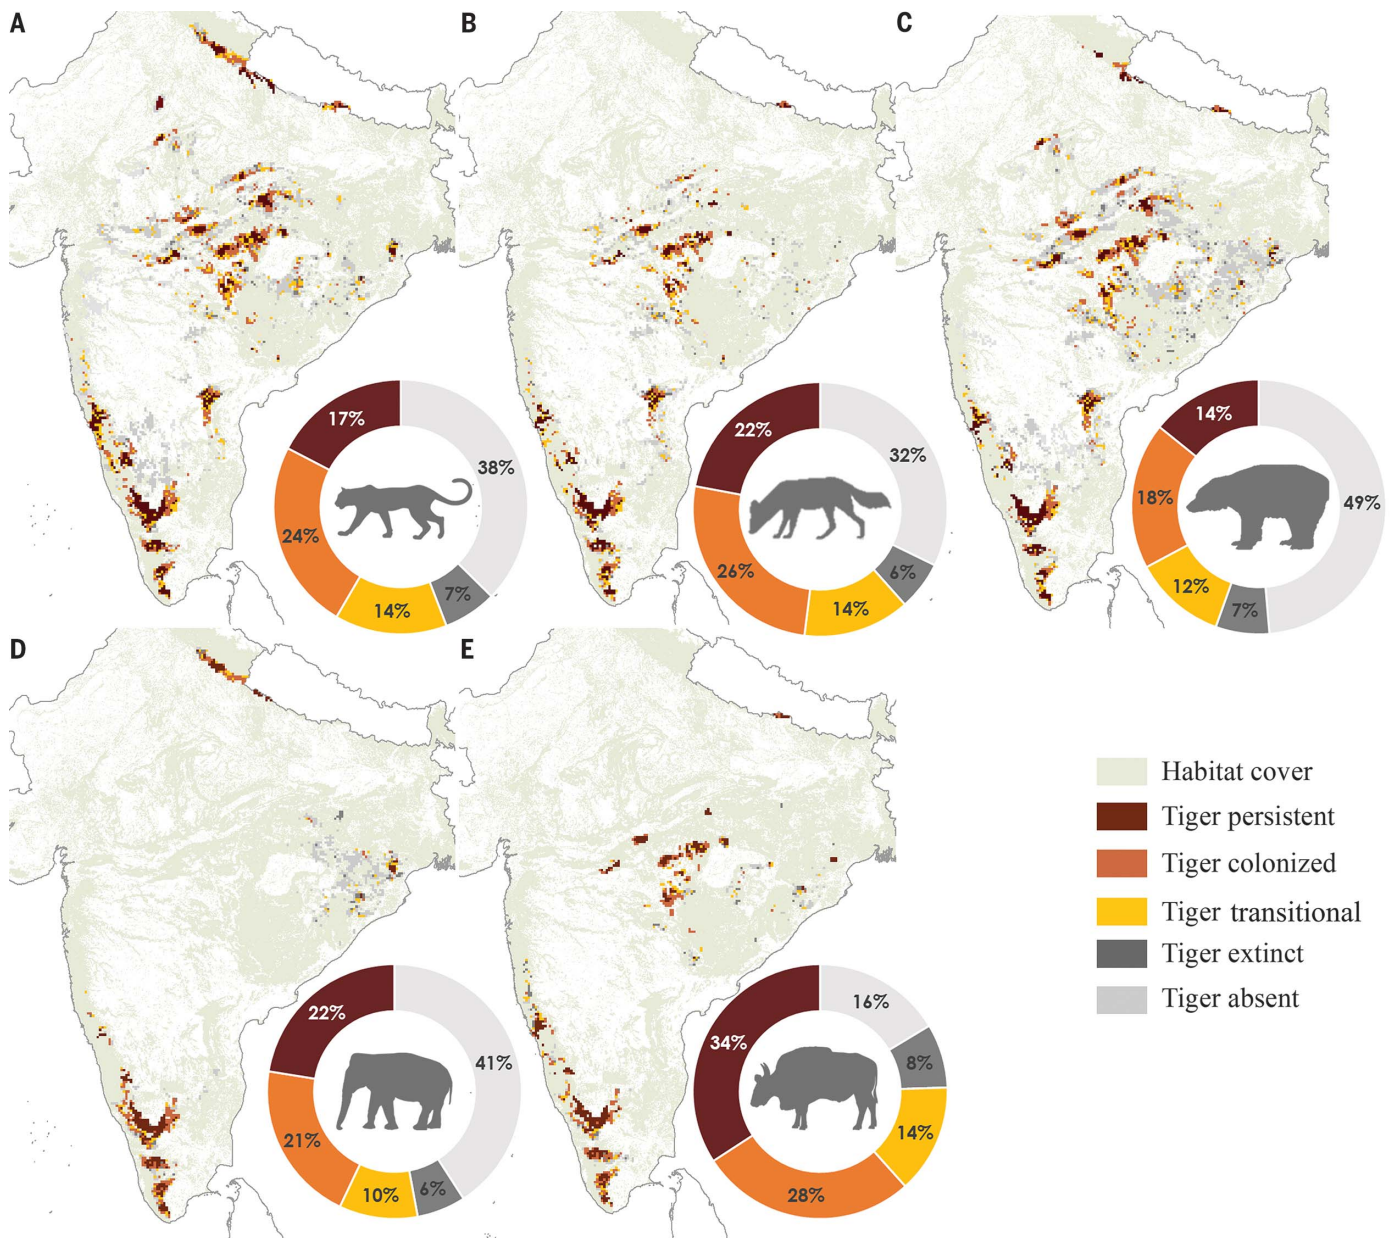 A
B
C
17%
38%
24%
14%
7%
22%
32%
26%
14%
6%
14%
49%
18%
12%
7%
D
E
22%
41%
21%
10%
6%
34%
16%
8%
14%
28%
Habitat cover
Tiger persistent
Tiger colonized
Tiger transitional
Tiger extinct
Tiger absent